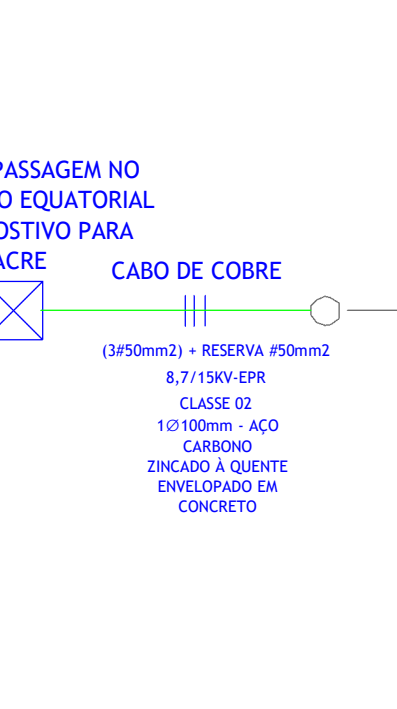 PASSAGEM NO
O EQUATORIAL
OSTIVO PARA
ACRE
CABO DE COBRE
(3#50mm2) + RESERVA #50mm2
8,7/15KV-EPR
CLASSE 02
1∅100mm - AÇO
CARBONO
ZINCADO À QUENTE
ENVELOPADO EM
CONCRETO